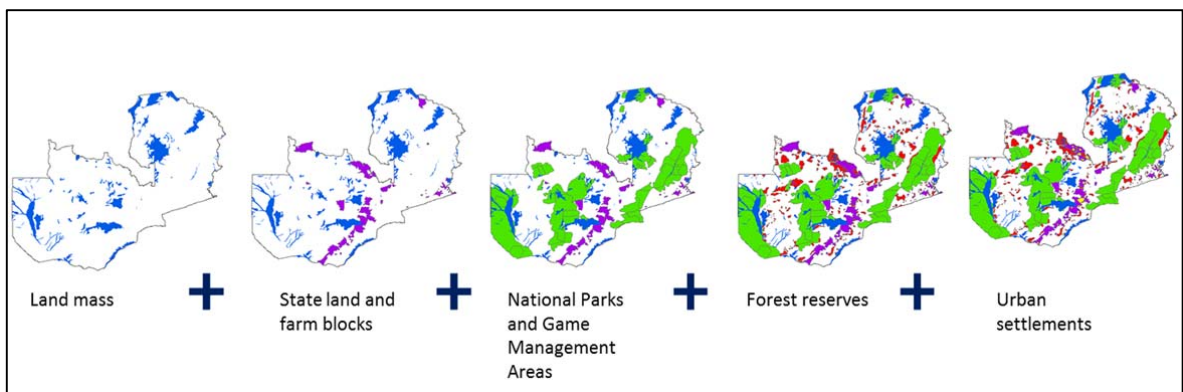 Land mass
State land and
farm blocks
National Parks
and Game
Management
Areas
Forest reserves
Urban
settlements